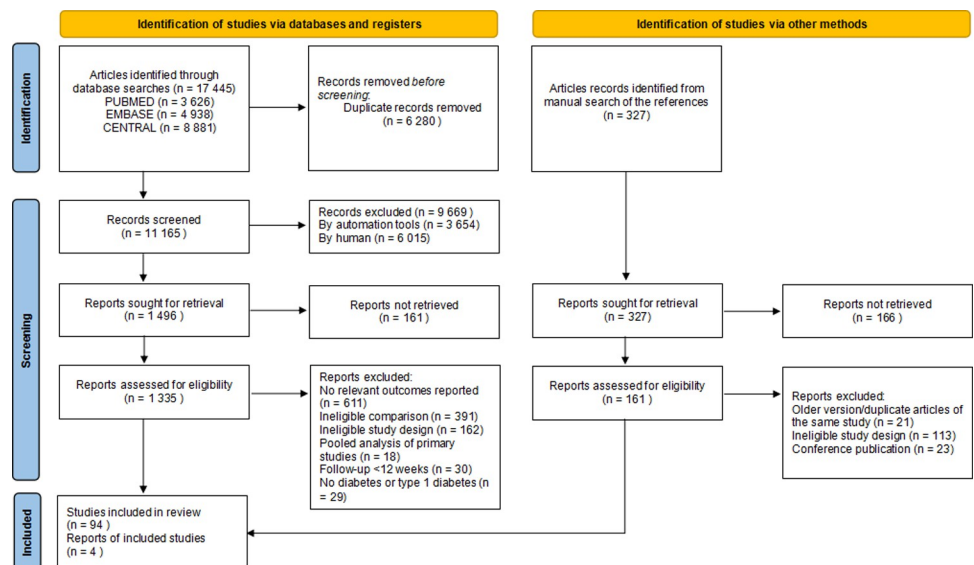 Identification of studies via databases and registers
Identification of studies via other methods
Identification
Articles identified through
database searches (n = 17 445)
PUBMED (n = 3 626)
EMBASE (n = 4 938)
CENTRAL (n = 8 881)
Records removed before
screening:
Duplicate records removed
(n = 6 280)
Articles records identified from
manual search of the references
(n = 327)
Screening
Records screened
(n = 11 165)
Records excluded (n = 9 669 )
By automation tools (n = 3 654)
By human (n = 6 015)
Reports sought for retrieval
(n = 1 496 )
Reports not retrieved
(n = 161)
Reports sought for retrieval
(n = 327)
Reports not retrieved
(n = 166 )
Reports assessed for eligibility
(n = 1 335)
Reports excluded:
No relevant outcomes reported
(n = 611)
Ineligible comparison (n = 391)
Ineligible study design (n = 162)
Pooled analysis of primary
studies (n = 18)
Follow-up <12 weeks (n = 30)
No diabetes or type 1 diabetes (n
= 29)
Reports assessed for eligibility
(n = 161 )
Reports excluded:
Older version/duplicate articles of
the same study (n = 21)
Ineligible study design (n = 113)
Conference publication (n = 23)
Included
Studies included in review
(n = 94 )
Reports of included studies
(n = 4 )